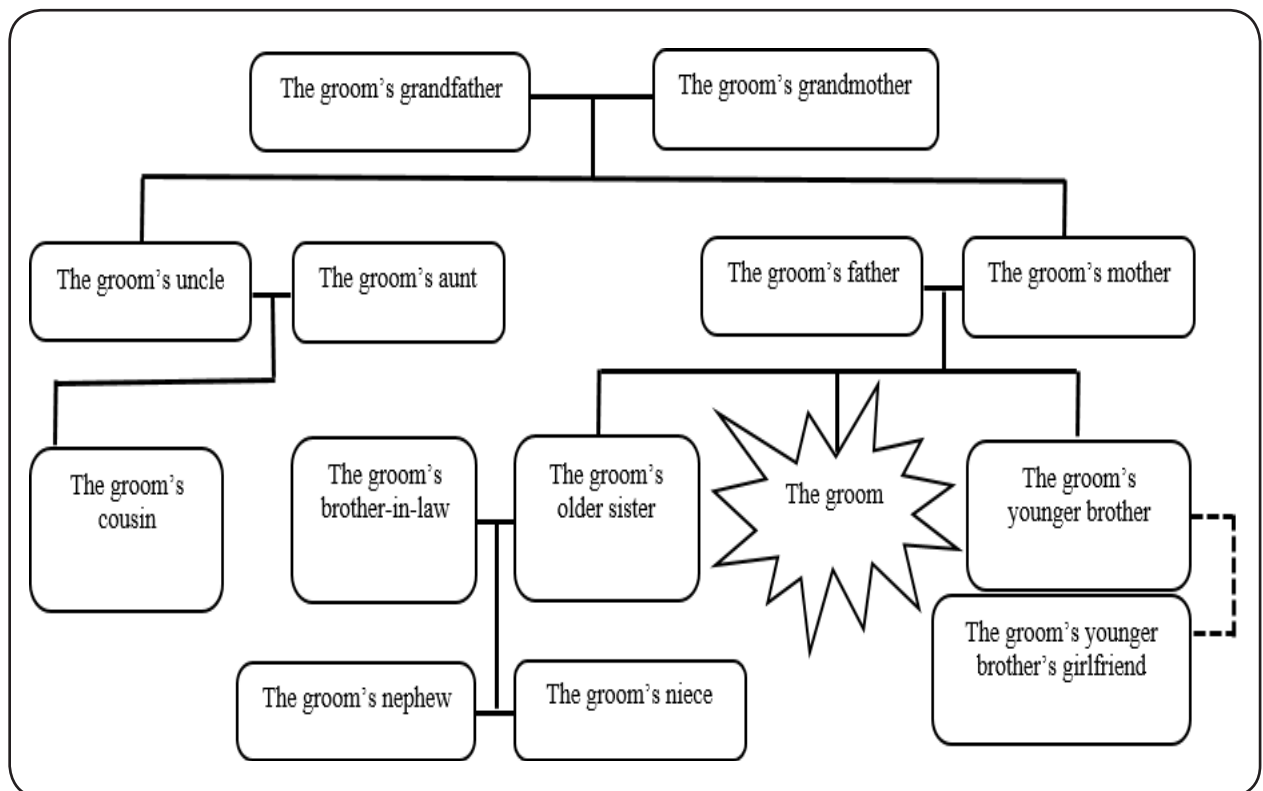 The groom’s grandfather
The groom’s grandmother
The groom’s uncle
The groom’s aunt
The groom’s father
The groom’s mother
The groom’s
cousin
The groom’s
brother-in-law
The groom’s
older sister
The groom
The groom’s
younger brother
The groom’s younger
brother’s girlfriend
The groom’s nephew
The groom’s niece